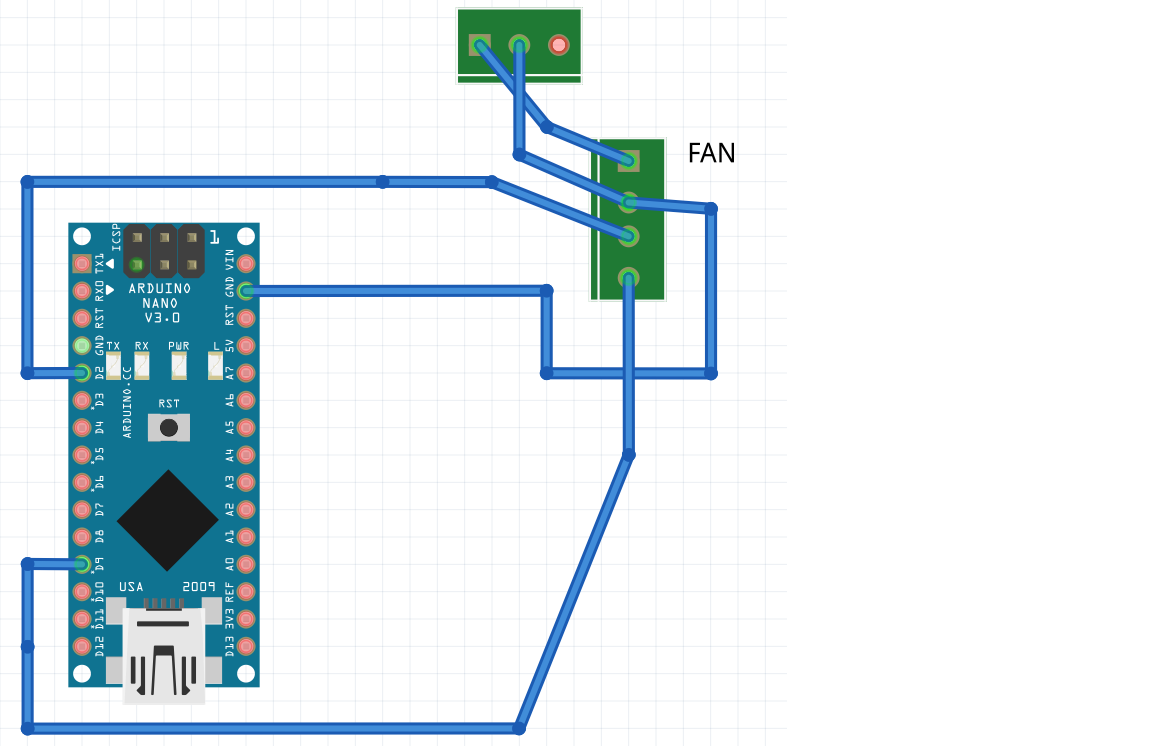 FAN
ICSP
1
TX1
VIN
RX0
GND
ARDUINO
NANO
V3.0
RST
RST
GND
TX
RX
PWR
L
5V
D2
A7
ARDUINO.CC
D3
A6
RST
D4
A5
D5
A4
D6
A3
D7
A2
D8
A1
D9
A0
USA
2009
D10
REF
D11
3V3
D12
D13